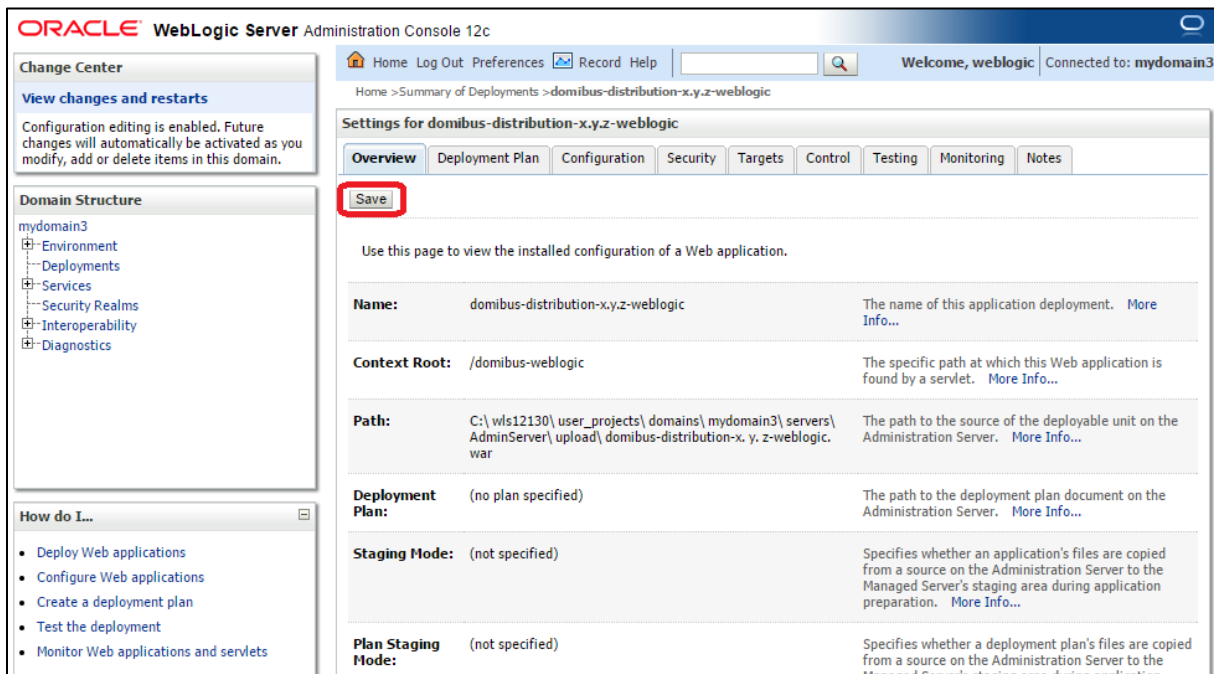 ORACLE® WebLogic Server Administration Console 12c
Change Center
View changes and restarts
Configuration editing is enabled. Future
changes will automatically be activated as you
modify, add or delete items in this domain.
Domain Structure
mydomain3
Environment
Deployments
Services
Security Realms
Interoperability
Diagnostics
How do I...
Deploy Web applications
Configure Web applications
Create a deployment plan
Test the deployment
Monitor Web applications and servlets
Home Log Out Preferences Record Help
Welcome, weblogic Connected to: mydomain3
Home >Summary of Deployments >domibus-distribution-x.y.z-weblogic
Settings for domibus-distribution-x.y.z-weblogic
Overview Deployment Plan Configuration Security Targets Control Testing Monitoring Notes
Save
Use this page to view the installed configuration of a Web application.
Name: domibus-distribution-x.y.z-weblogic The name of this application deployment. More
Info...
Context Root: /domibus-weblogic The specific path at which this Web application is
found by a servlet. More Info...
Path: C:\ wls12130\ user_projects\ domains\ mydomain3\ servers\ The path to the source of the deployable unit on the
AdminServer\ upload\ domibus-distribution-x. y. z-weblogic. Administration Server. More Info...
war
Deployment (no plan specified) The path to the deployment plan document on the
Plan: Administration Server. More Info...
Staging Mode: (not specified) Specifies whether an application's files are copied
from a source on the Administration Server to the
Managed Server's staging area during application
preparation. More Info...
Plan Staging (not specified) Specifies whether a deployment plan's files are copied
Mode: from a source on the Administration Server to the